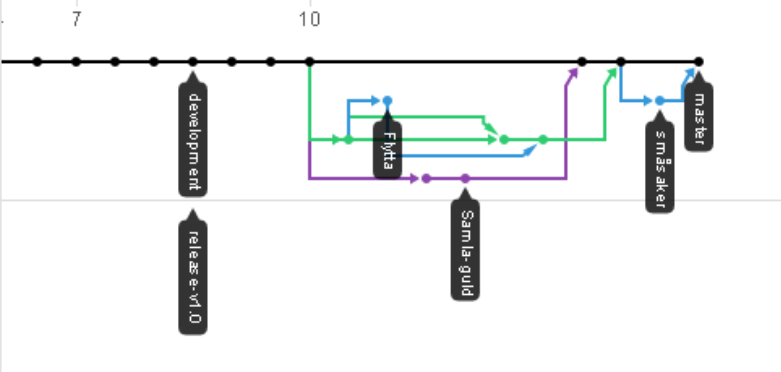 7
10
development
release-v1.0
Flytta
Samla-guld
småsaker
master